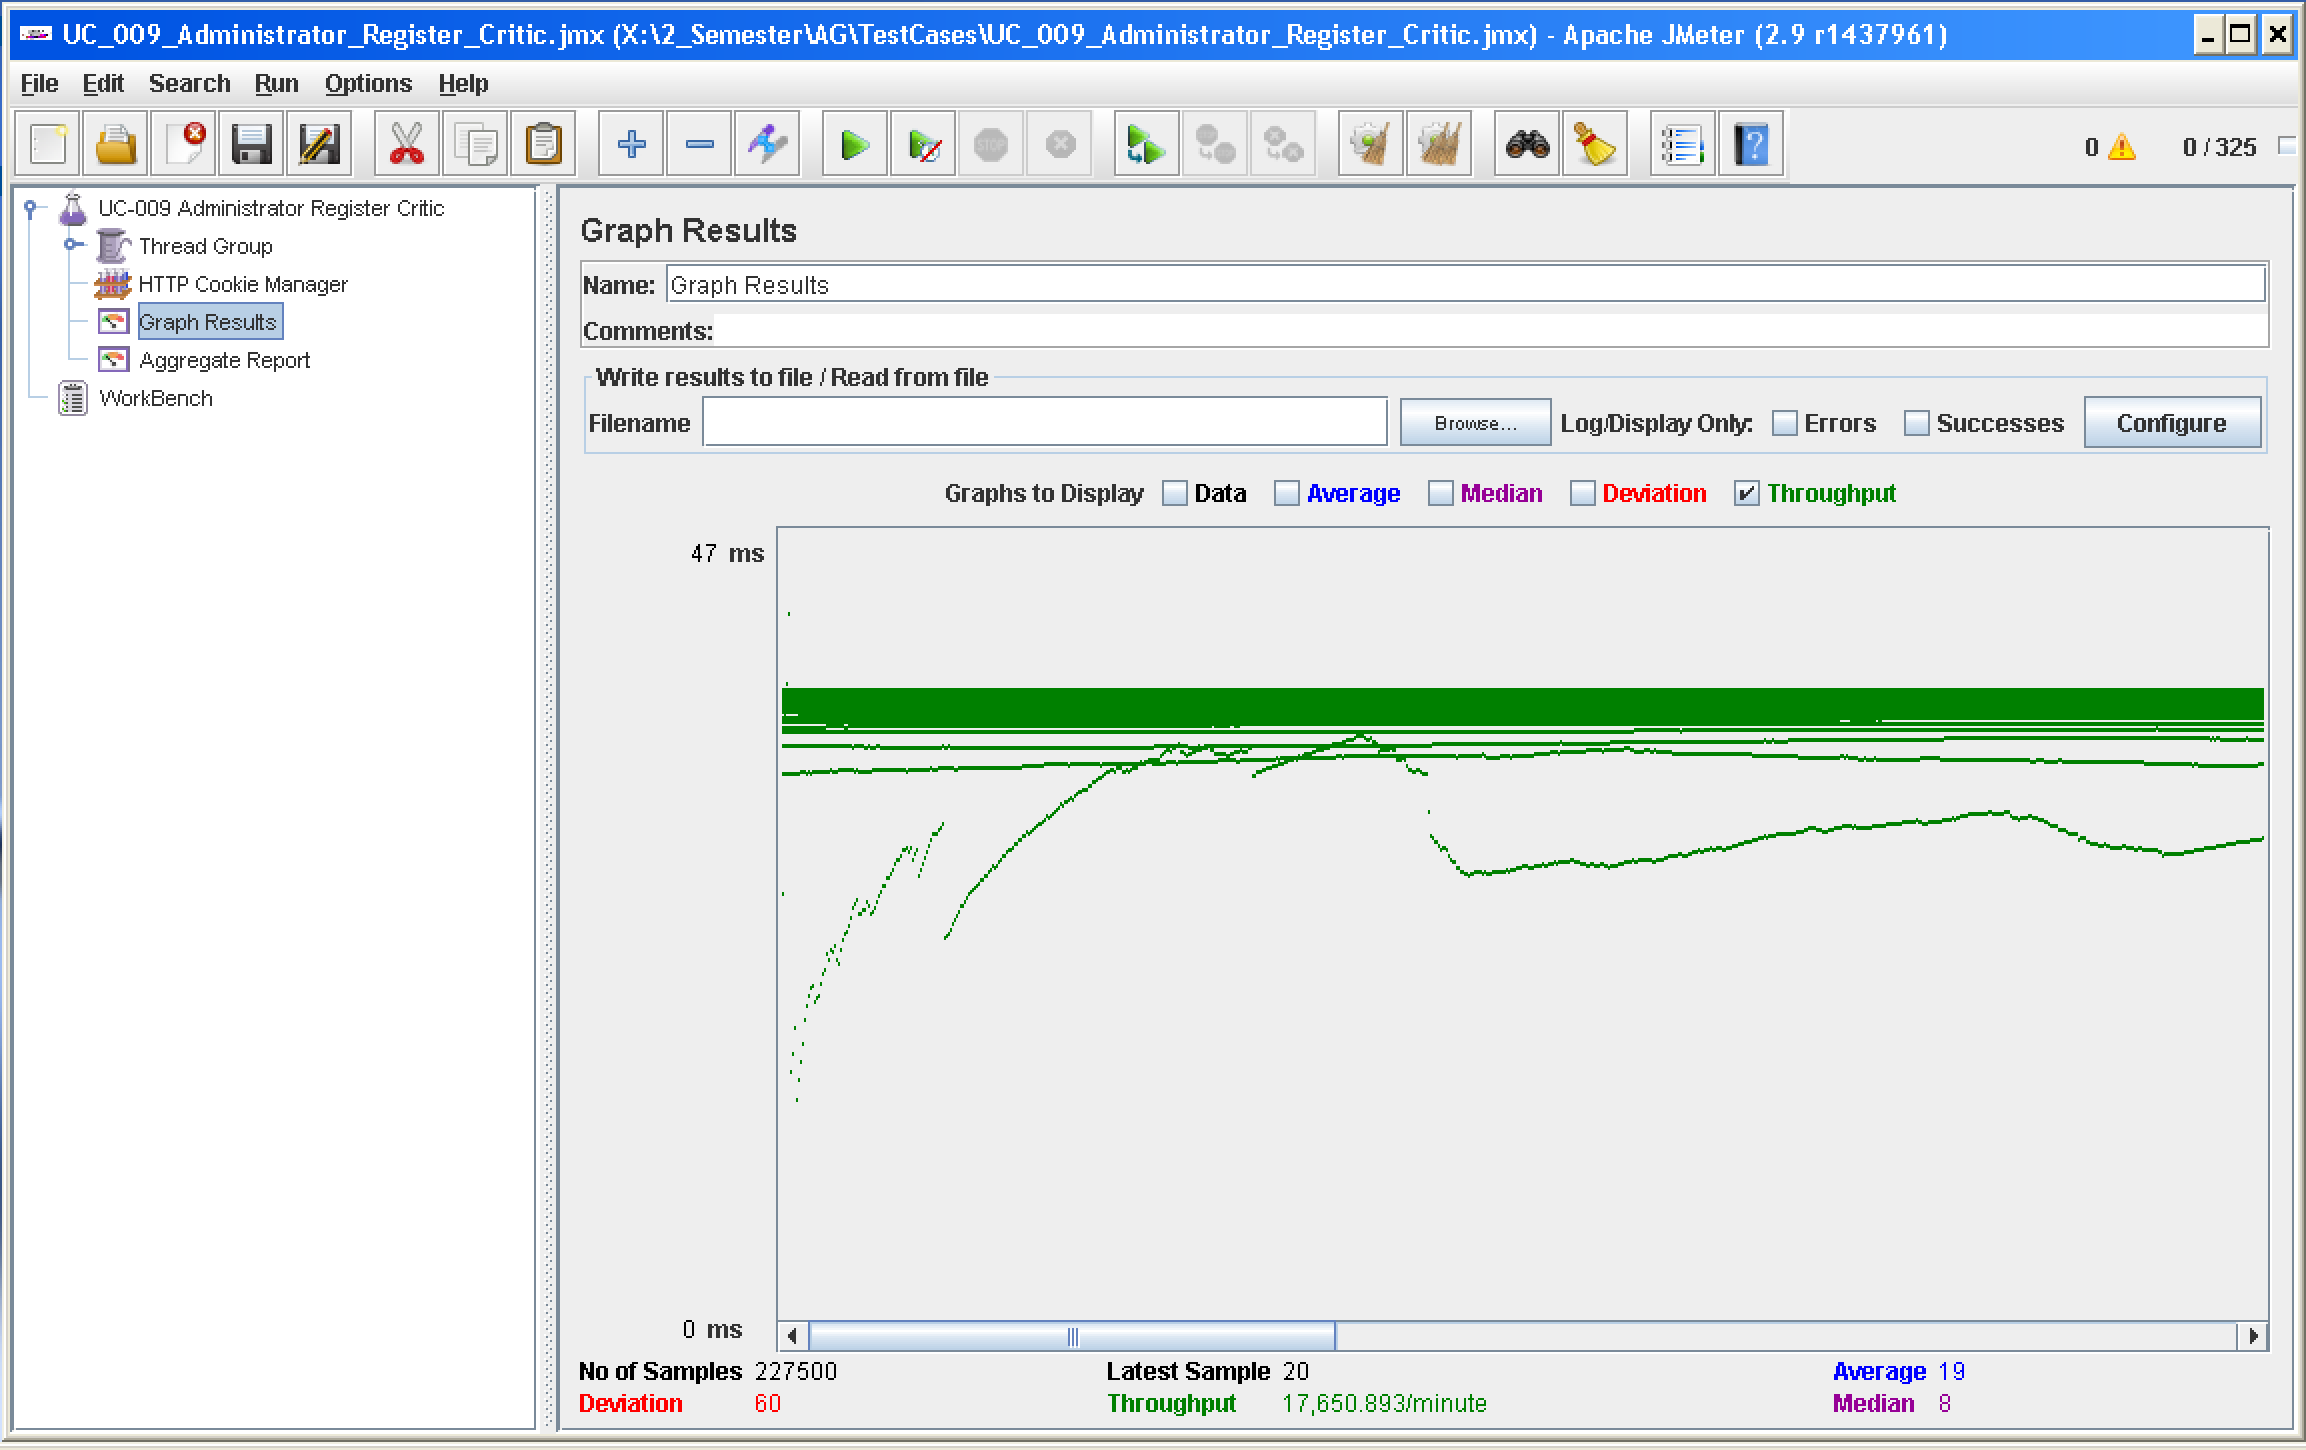 UC_009_Administrator_Register_Critic.jmx (X:\2_Semester\AG\TestCases\UC_009_Administrator_Register_Critic.jmx) - Apache JMeter (2.9 r1437961)
File Edit Search Run Options Help
STOP 0 0 / 325
UC-009 Administrator Register Critic
Thread Group
HTTP Cookie Manager
Graph Results
Aggregate Report
WorkBench
Graph Results
Name: Graph Results
Comments:
Write results to file / Read from file
Filename Browse... Log/Display Only: Errors Successes Configure
Graphs to Display Data Average Median Deviation Throughput
47 ms
0 ms
No of Samples 227500 Latest Sample 20 Average 19
Deviation 60 Throughput 17,650.893/minute Median 8